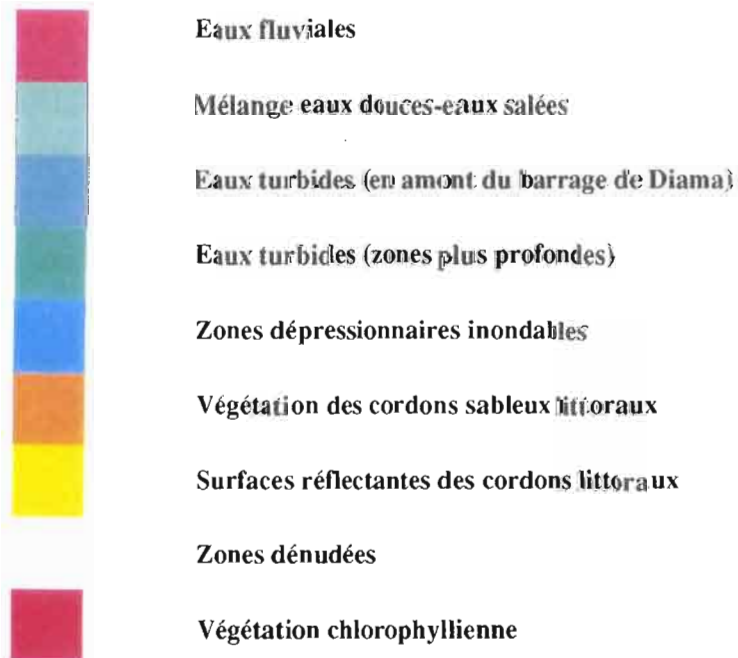 Eaux fluviales
Mélange eaux douces-eaux salées
Eaux turbides (en amont du barrage de Diama)
Eaux turbides (zones plus profondes)
Zones dépressionnaires inondables
Végétation des cordons sableux littoraux
Surfaces réflectantes des cordons littoraux
Zones dénudées
Végétation chlorophyllienne